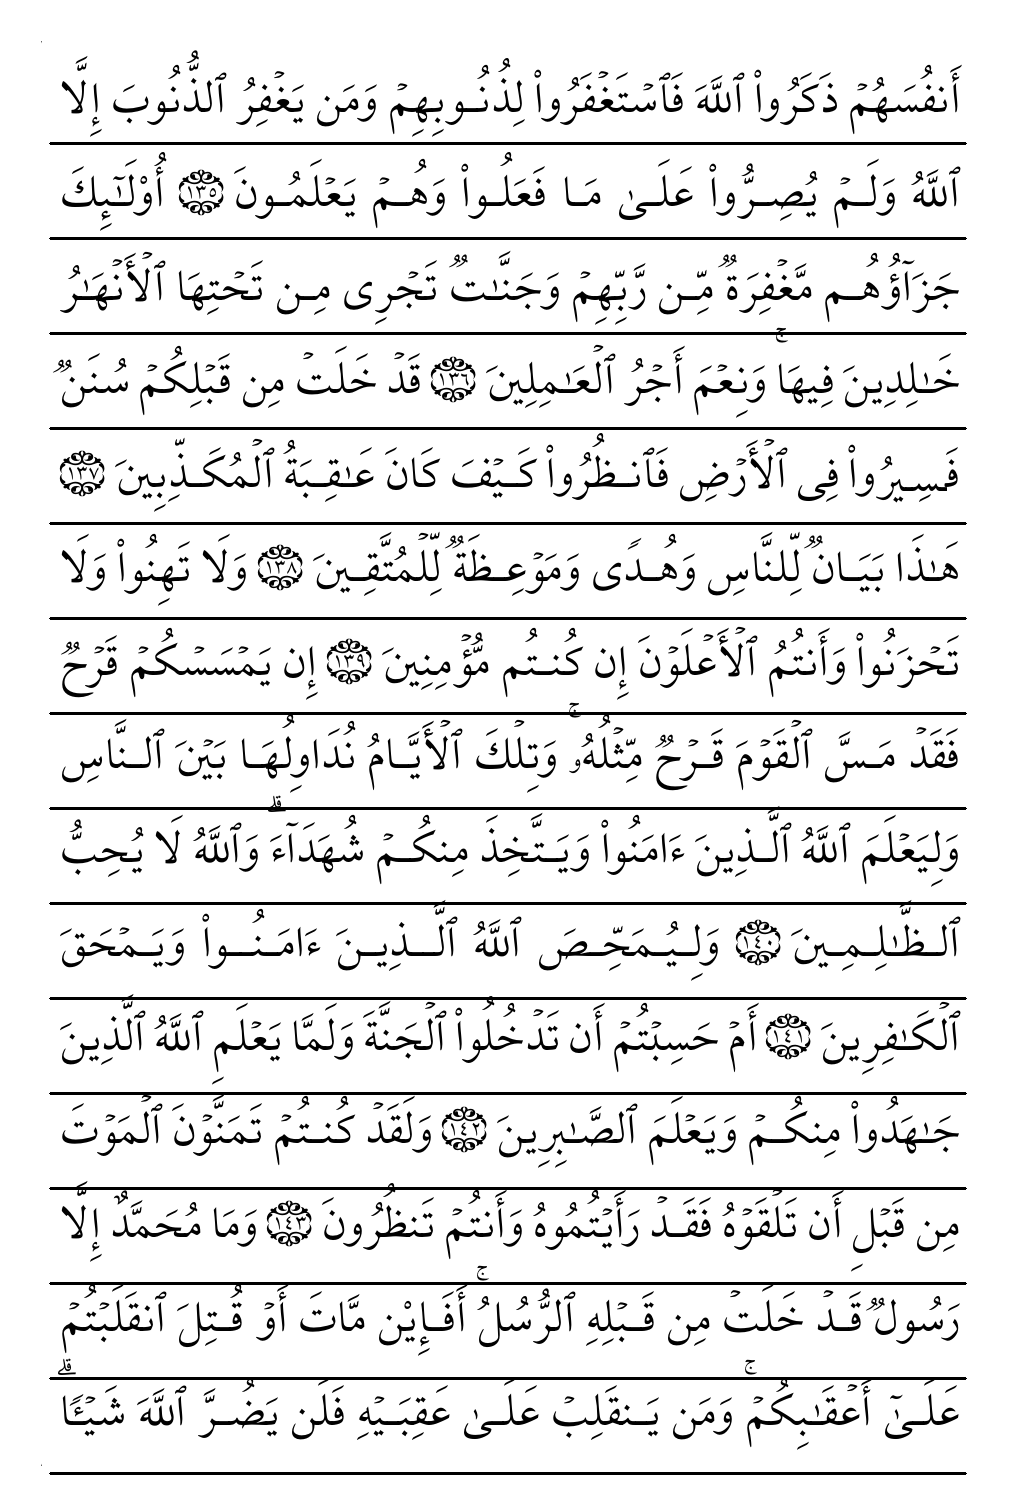 أَنفُسَهُمۡ ذَكَرُواْ ٱللَّهَ فَٱسۡتَغۡفَرُواْ لِذُنُوبِهِمۡ وَمَن يَغۡفِرُ ٱلذُّنُوبَ إِلَّا
ٱللَّهُ وَلَمۡ يُصِرُّواْ عَلَىٰ مَا فَعَلُواْ وَهُمۡ يَعۡلَمُونَ ١٣٥ أُوْلَـٰٓئِكَ
جَزَآؤُهُم مَّغۡفِرَةٞ مِّن رَّبِّهِمۡ وَجَنَّـٰتٞ تَجۡرِي مِن تَحۡتِهَا ٱلۡأَنۡهَـٰرُ
خَـٰلِدِينَ فِيهَاۚ وَنِعۡمَ أَجۡرُ ٱلۡعَـٰمِلِينَ ١٣٦ قَدۡ خَلَتۡ مِن قَبۡلِكُمۡ سُنَنٞ
فَسِيرُواْ فِي ٱلۡأَرۡضِ فَٱنظُرُواْ كَيۡفَ كَانَ عَـٰقِبَةُ ٱلۡمُكَذِّبِينَ ١٣٧
هَـٰذَا بَيَانٞ لِّلنَّاسِ وَهُدٗى وَمَوۡعِظَةٞ لِّلۡمُتَّقِينَ ١٣٨ وَلَا تَهِنُواْ وَلَا
تَحۡزَنُواْ وَأَنتُمُ ٱلۡأَعۡلَوۡنَ إِن كُنتُم مُّؤۡمِنِينَ ١٣٩ إِن يَمۡسَسۡكُمۡ قَرۡحٞ
فَقَدۡ مَسَّ ٱلۡقَوۡمَ قَرۡحٞ مِّثۡلُهُۥۚ وَتِلۡكَ ٱلۡأَيَّامُ نُدَاوِلُهَا بَيۡنَ ٱلنَّاسِ
وَلِيَعۡلَمَ ٱللَّهُ ٱلَّذِينَ ءَامَنُواْ وَيَتَّخِذَ مِنكُمۡ شُهَدَآءَۗ وَٱللَّهُ لَا يُحِبُّ
ٱلظَّـٰلِمِينَ ١٤٠ وَلِيُمَحِّصَ ٱللَّهُ ٱلَّذِينَ ءَامَنُواْ وَيَمۡحَقَ
ٱلۡكَـٰفِرِينَ ١٤١ أَمۡ حَسِبۡتُمۡ أَن تَدۡخُلُواْ ٱلۡجَنَّةَ وَلَمَّا يَعۡلَمِ ٱللَّهُ ٱلَّذِينَ
جَـٰهَدُواْ مِنكُمۡ وَيَعۡلَمَ ٱلصَّـٰبِرِينَ ١٤٢ وَلَقَدۡ كُنتُمۡ تَمَنَّوۡنَ ٱلۡمَوۡتَ
مِن قَبۡلِ أَن تَلۡقَوۡهُ فَقَدۡ رَأَيۡتُمُوهُ وَأَنتُمۡ تَنظُرُونَ ١٤٣ وَمَا مُحَمَّدٌ إِلَّا
رَسُولٞ قَدۡ خَلَتۡ مِن قَبۡلِهِ ٱلرُّسُلُۚ أَفَإِيْن مَّاتَ أَوۡ قُتِلَ ٱنقَلَبۡتُمۡ
عَلَىٰٓ أَعۡقَـٰبِكُمۡۚ وَمَن يَنقَلِبۡ عَلَىٰ عَقِبَيۡهِ فَلَن يَضُرَّ ٱللَّهَ شَيۡـٔٗاۗ